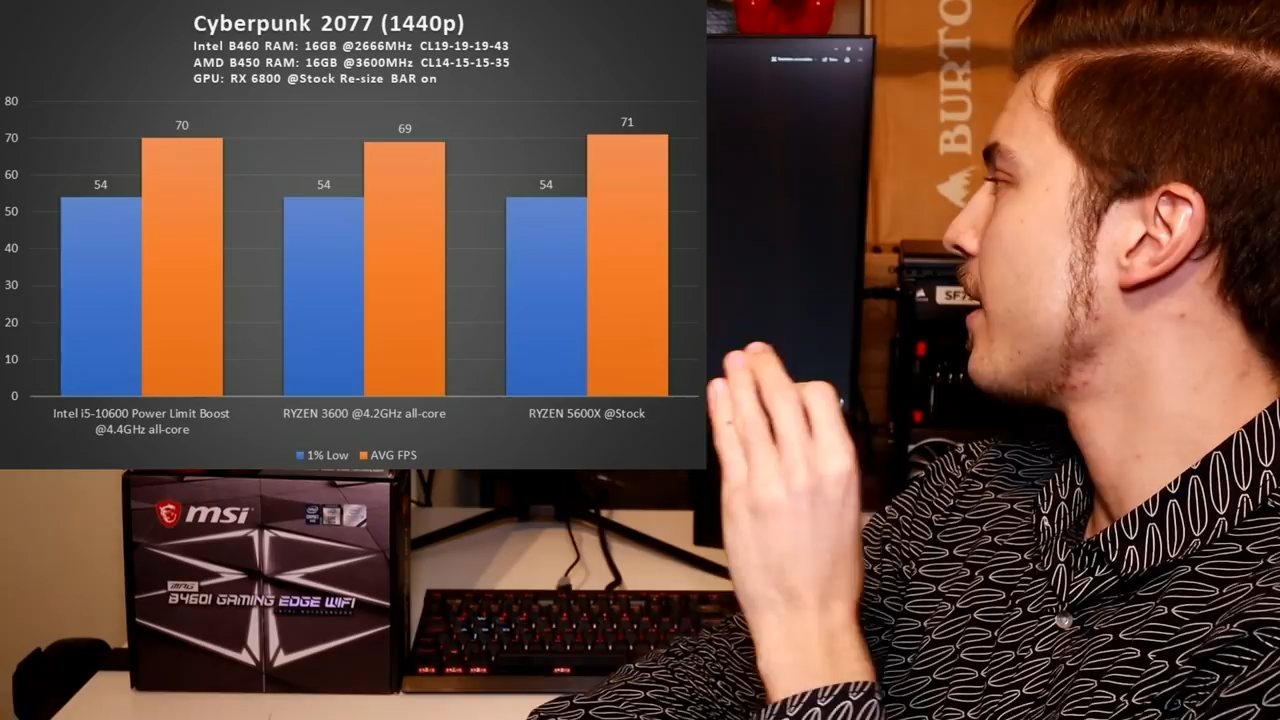 Cyberpunk 2077 (1440p)
Intel B460 RAM: 16GB @2666MHz CL19-19-19-43
AMD B450 RAM: 16GB @3600MHz CL14-15-15-35
GPU: RX 6800 @Stock Re-size BAR on
80
70
60
50
40
30
20
10
0
54
70
54
69
54
71
Intel i5-10600 Power Limit Boost
@4.4GHz all-core
RYZEN 3600 @4.2GHz all-core
RYZEN 5600X @Stock
1% Low
AVG FPS
BURTO
msi
MPG
B460I GAMING EDGE WIFI